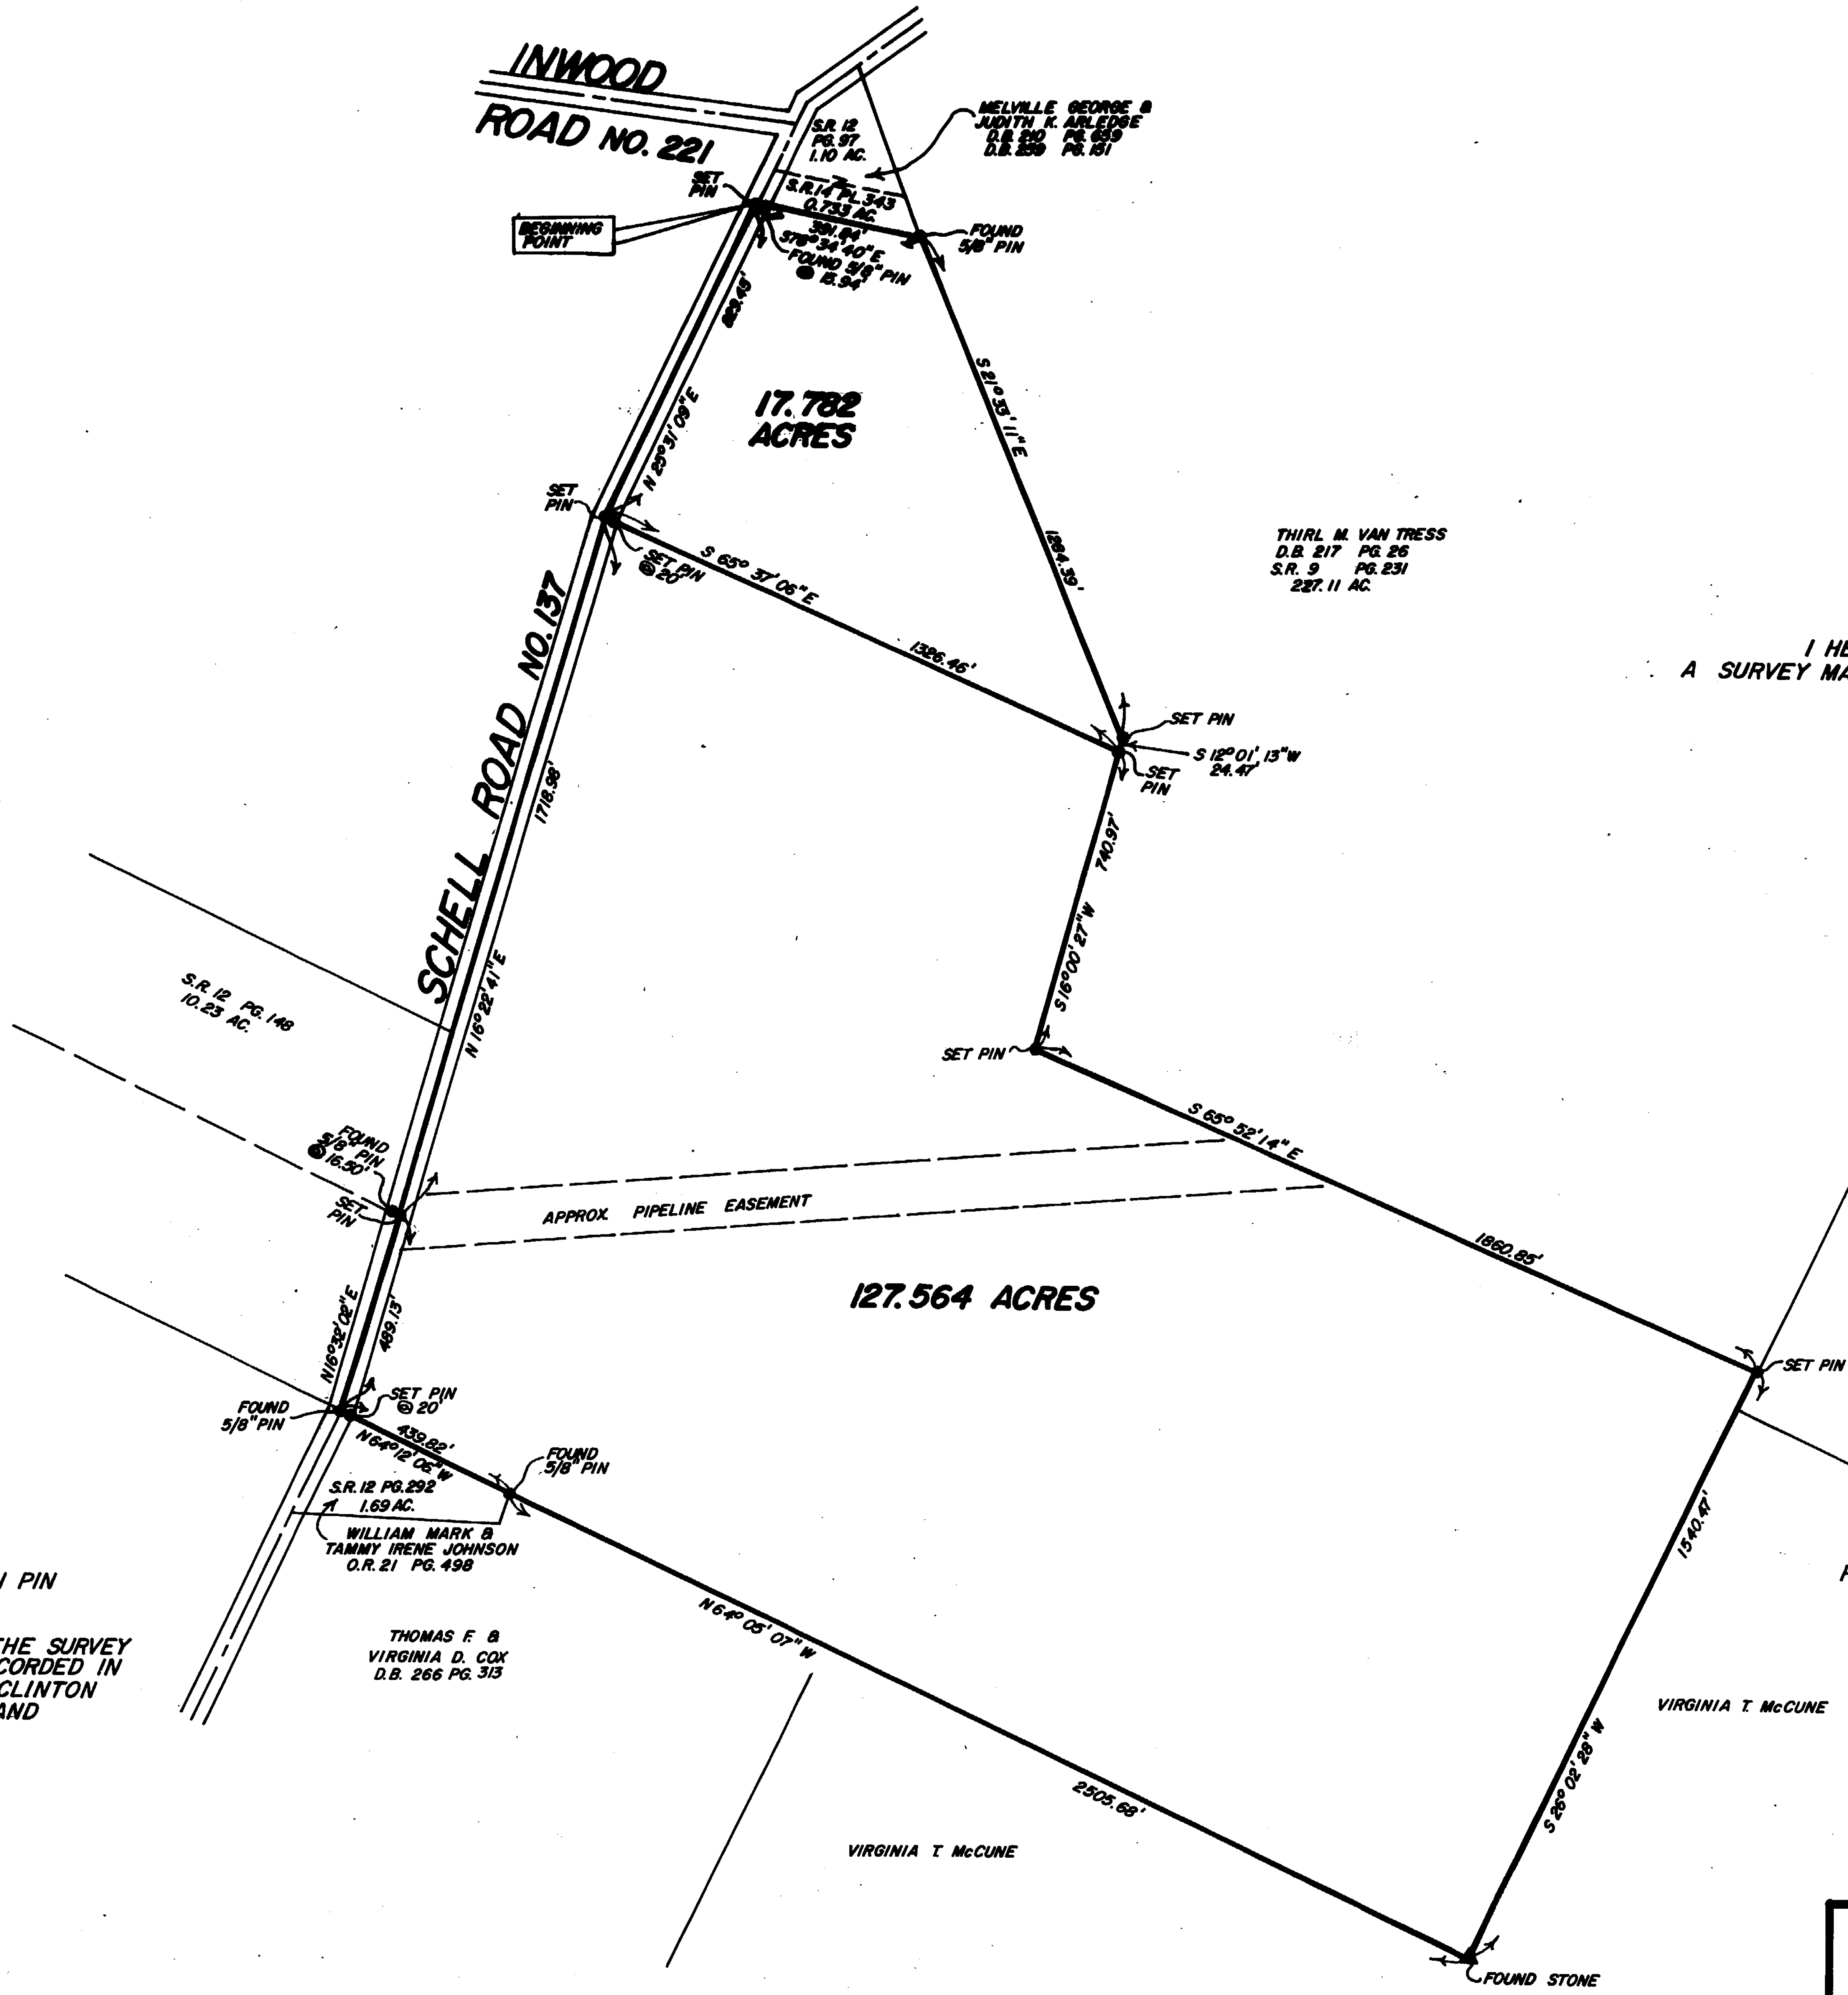 INWOOD
ROAD NO. 221
S.R. 12
PG. 97
1.10 AC.
MELVILLE GEORGE &
JUDITH K. ARLEDGE
D.B. 210 PG. 659
D.B. 259 PG. 151
SET
PIN
S.R. 14 PL. 343
0.733 AC.
BEGINNING
POINT
391.84'
S78° 34' 40" E
FOUND 5/8" PIN
@ 15.94'
FOUND
5/8" PIN
N 25° 31' 09" E
17.782
ACRES
S 21° 33' 11" E
1284.39'
SET
PIN
SET PIN
@ 20'
S 65° 37' 06" E
1326.46'
THIRL M. VAN TRESS
D.B. 217 PG. 26
S.R. 9 PG. 231
227.11 AC.
I HE
A SURVEY MA
SCHELL ROAD NO. 137
1718.98'
N 16° 22' 41" E
SET PIN
S 12° 01' 13" W
24.47'
SET
PIN
740.97'
S 16° 00' 27" W
SET PIN
S.R. 12 PG. 148
10.23 AC.
S 65° 52' 14" E
1860.85'
FOUND
5/8" PIN
@ 16.50'
SET
PIN
APPROX. PIPELINE EASEMENT
127.564 ACRES
N 16° 32' 02" E
489.13'
SET PIN
FOUND
5/8" PIN
SET PIN
@ 20'
439.82'
N 64° 12' 06" W
FOUND
5/8" PIN
S.R. 12 PG. 292
1.69 AC.
WILLIAM MARK &
TAMMY IRENE JOHNSON
O.R. 21 PG. 498
1540.47'
S 26° 02' 28" W
PIN
THE SURVEY
CORDED IN
CLINTON
AND
THOMAS F. &
VIRGINIA D. COX
D.B. 266 PG. 313
N 64° 05' 07" W
2505.68'
VIRGINIA T. McCUNE
VIRGINIA T. McCUNE
FOUND STONE